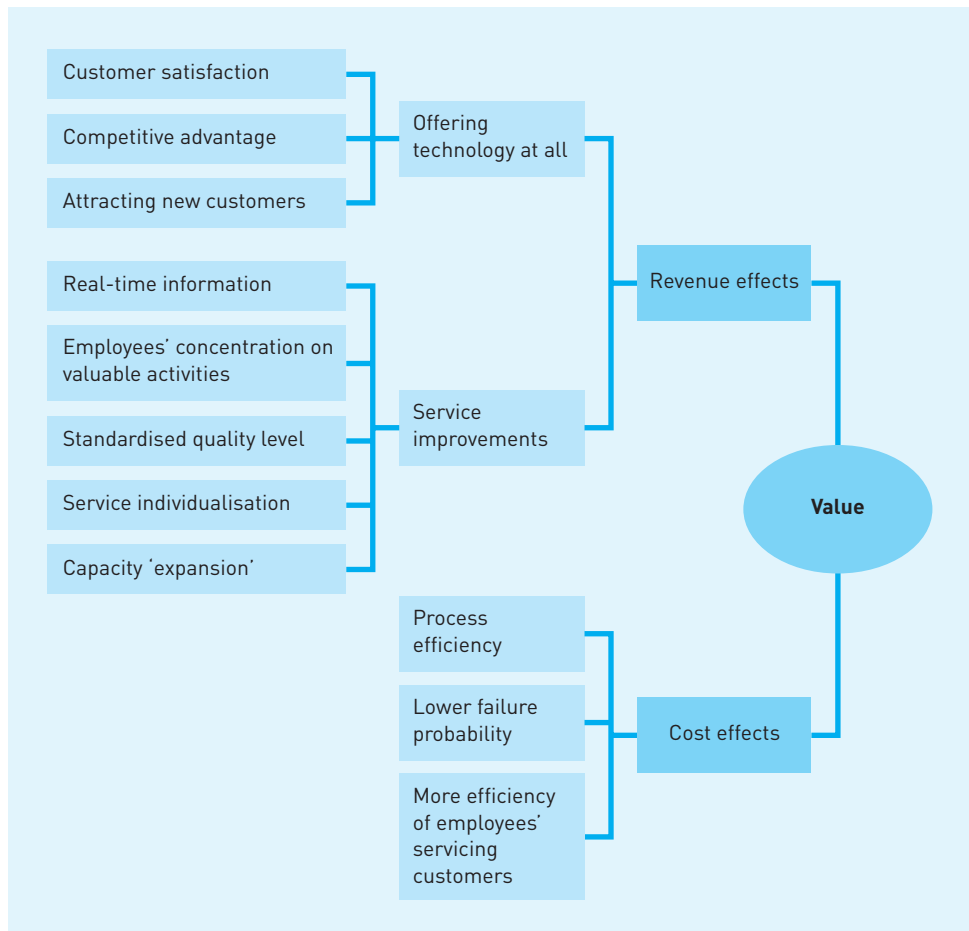 Customer satisfaction
Competitive advantage
Attracting new customers
Offering
technology at all
Real-time information
Employees’ concentration on
valuable activities
Standardised quality level
Service individualisation
Capacity ‘expansion’
Service
improvements
Revenue effects
Value
Process
efficiency
Lower failure
probability
More efficiency
of employees’
servicing
customers
Cost effects